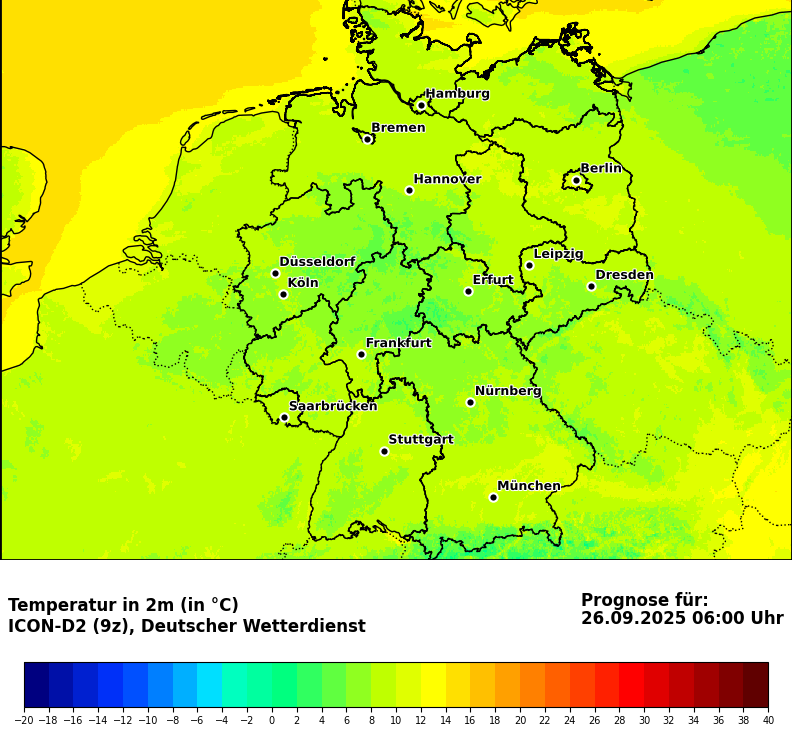 Hamburg
Bremen
Berlin
Hannover
Leipzig
Düsseldorf
Dresden
Köln
Erfurt
Frankfurt
Nürnberg
Saarbrücken
Stuttgart
München
Temperatur in 2m (in °C)
ICON-D2 (9z), Deutscher Wetterdienst
Prognose für:
26.09.2025 06:00 Uhr
−20 −18 −16 −14 −12 −10 −8 −6 −4 −2 0 2 4 6 8 10 12 14 16 18 20 22 24 26 28 30 32 34 36 38 40